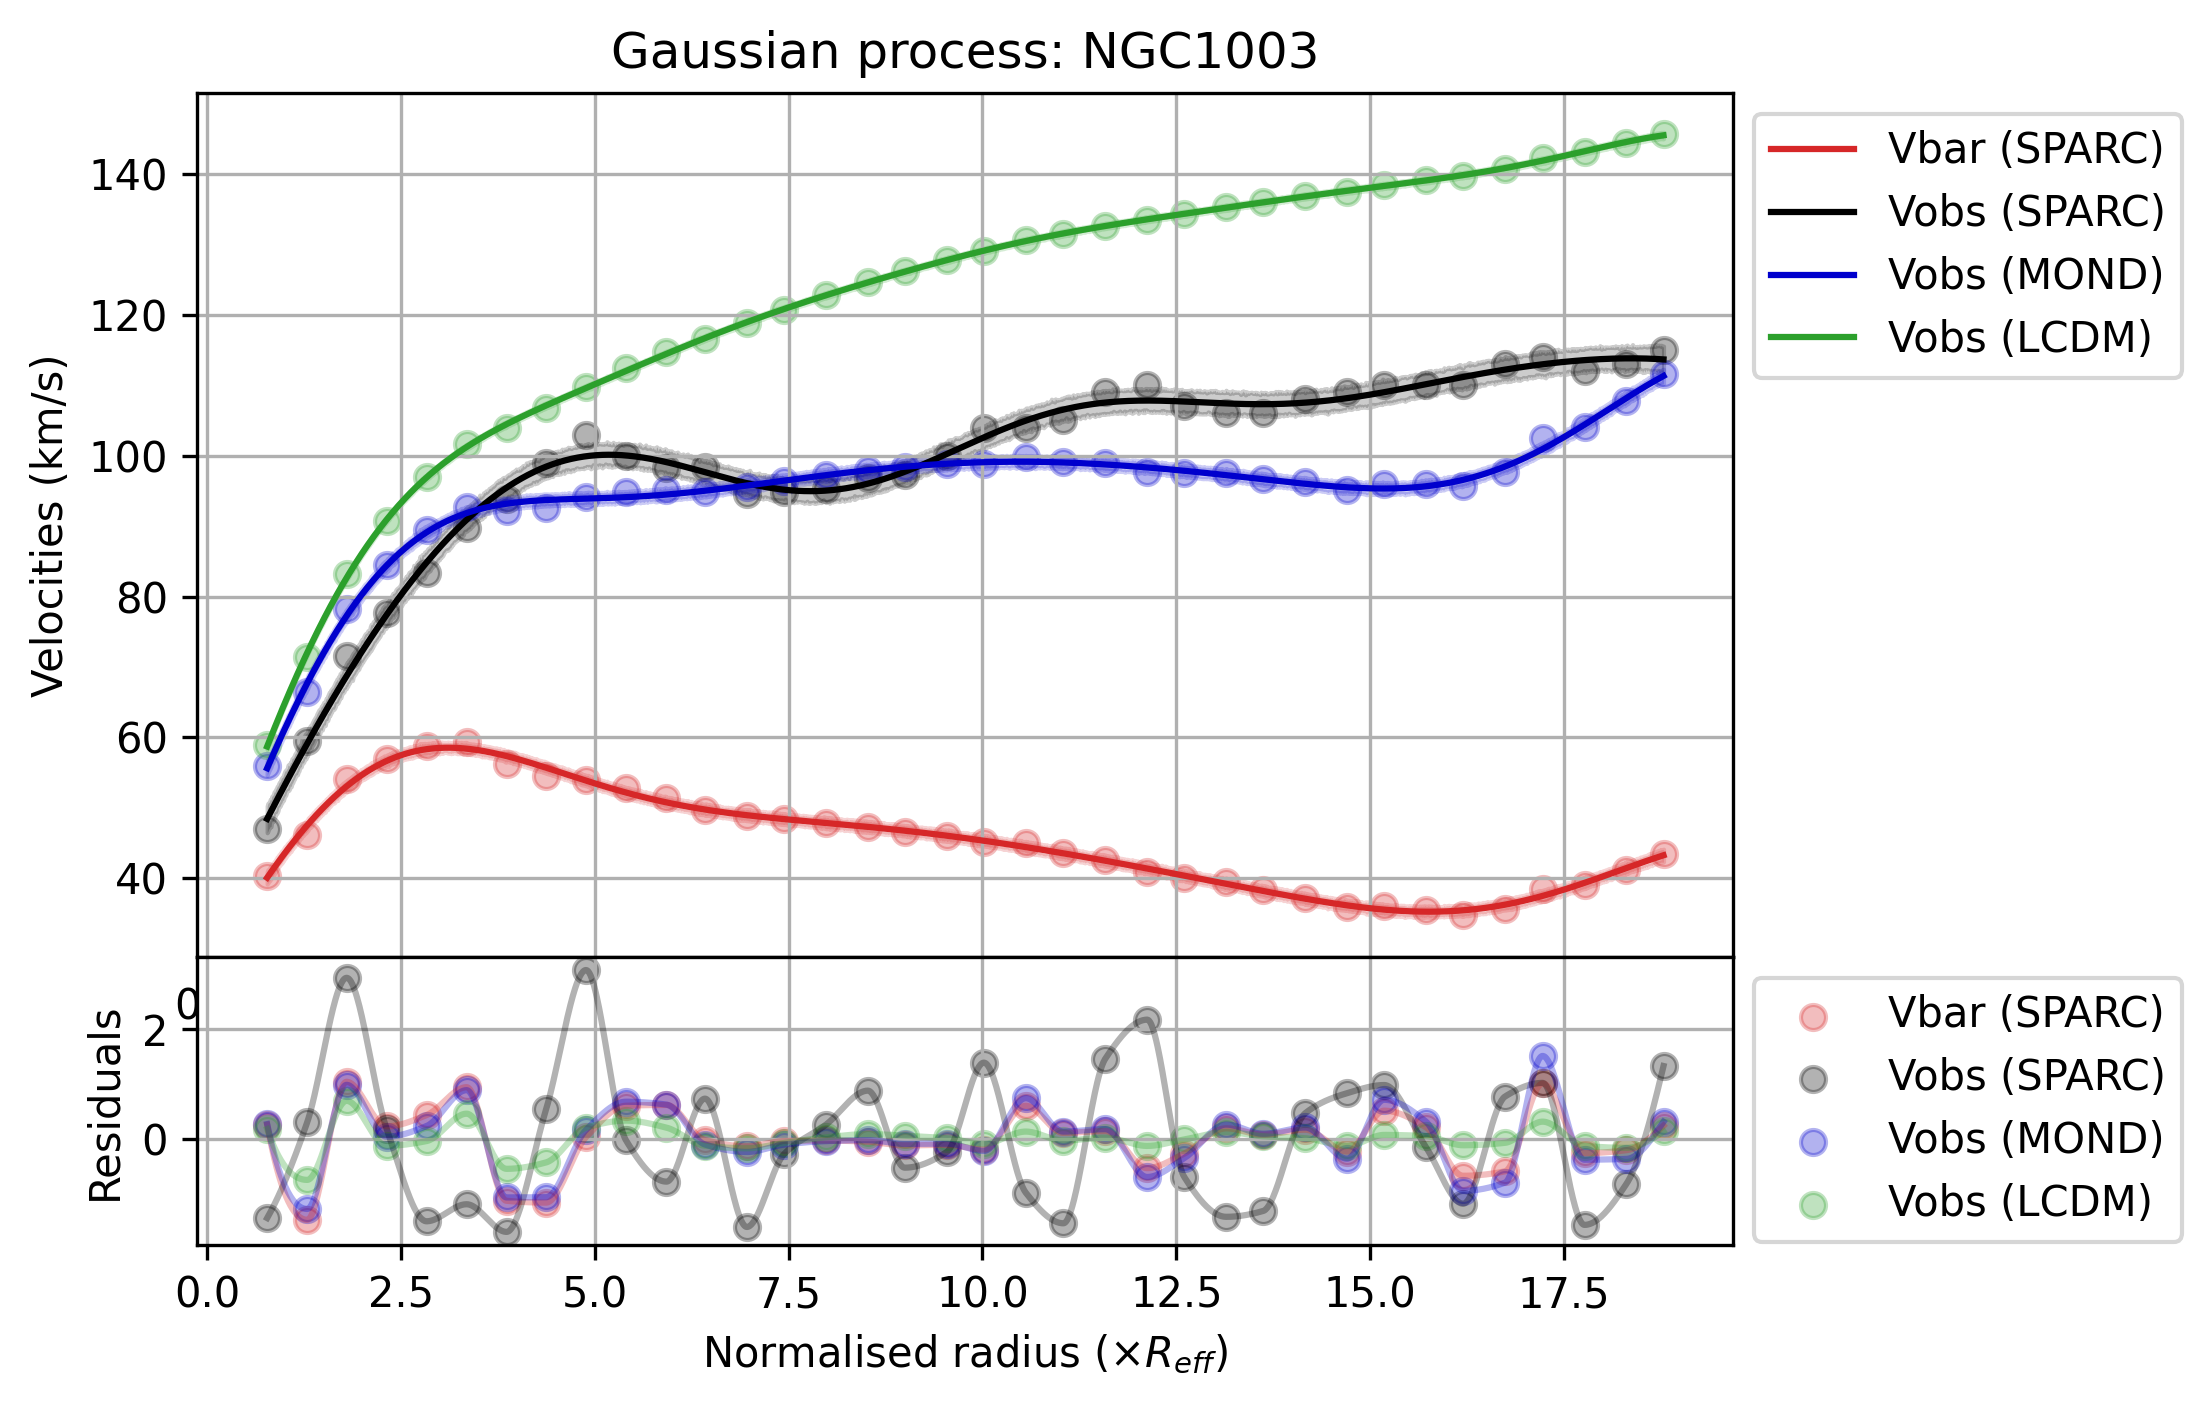 Gaussian process: NGC1003
Velocities (km/s)
140
120
100
80
60
40
Vbar (SPARC)
Vobs (SPARC)
Vobs (MOND)
Vobs (LCDM)
Residuals
0
2
0
Vbar (SPARC)
Vobs (SPARC)
Vobs (MOND)
Vobs (LCDM)
0.0 2.5 5.0 7.5 10.0 12.5 15.0 17.5
Normalised radius (×R_eff)